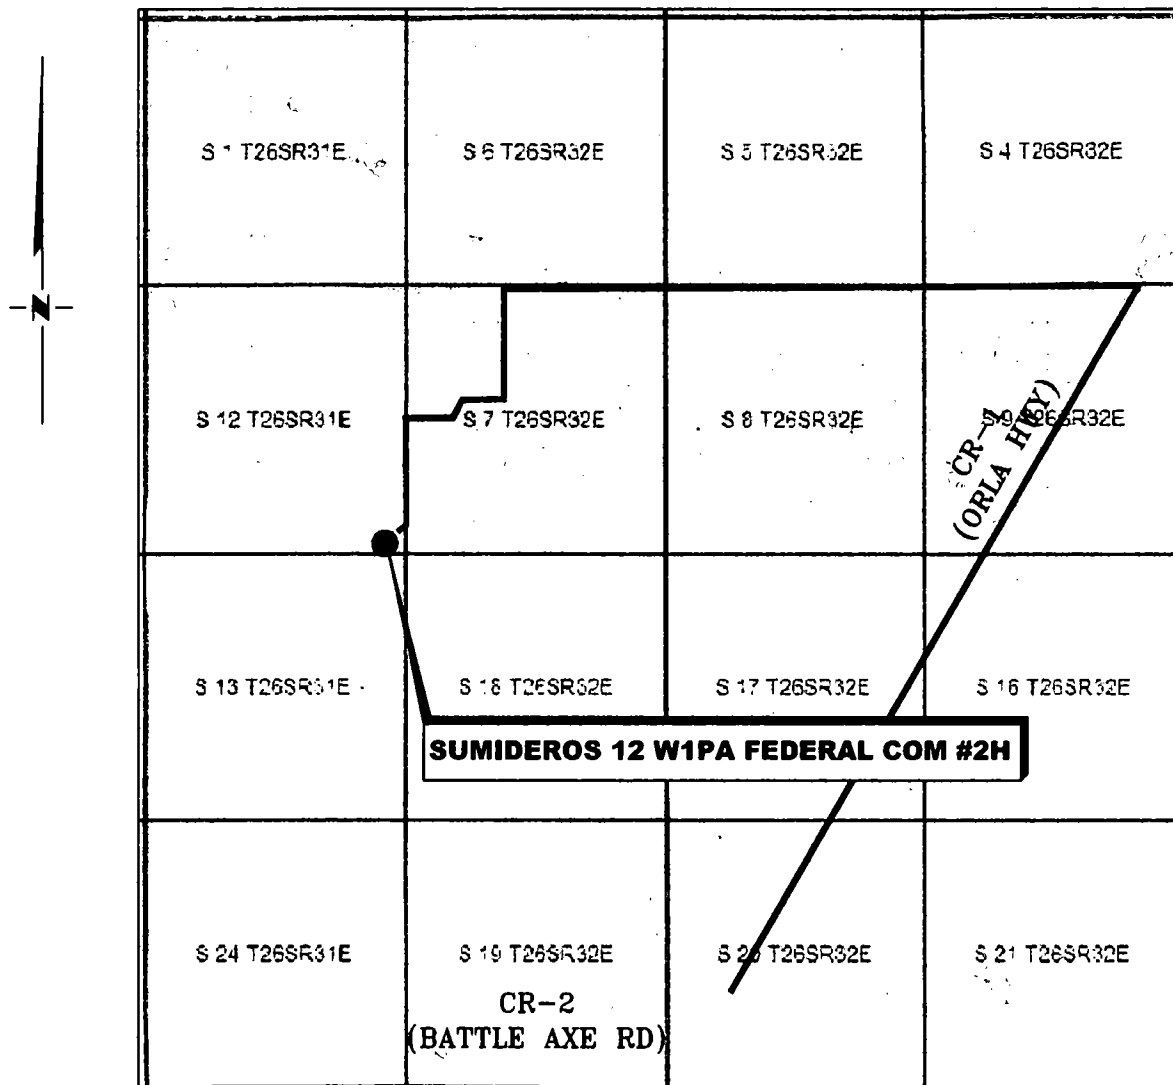 S 1 T26SR31E
S 6 T26SR32E
S 5 T26SR32E
S 4 T26SR32E
N
S 12 T26SR31E
S 7 T26SR32E
S 8 T26SR32E
S 9 T26SR32E
CR-1
(ORLA HWY)
S 13 T26SR31E
S 18 T26SR32E
S 17 T26SR32E
S 16 T26SR32E
SUMIDEROS 12 W1PA FEDERAL COM #2H
S 24 T26SR31E
S 19 T26SR32E
S 20 T26SR32E
S 21 T26SR32E
CR-2
(BATTLE AXE RD)